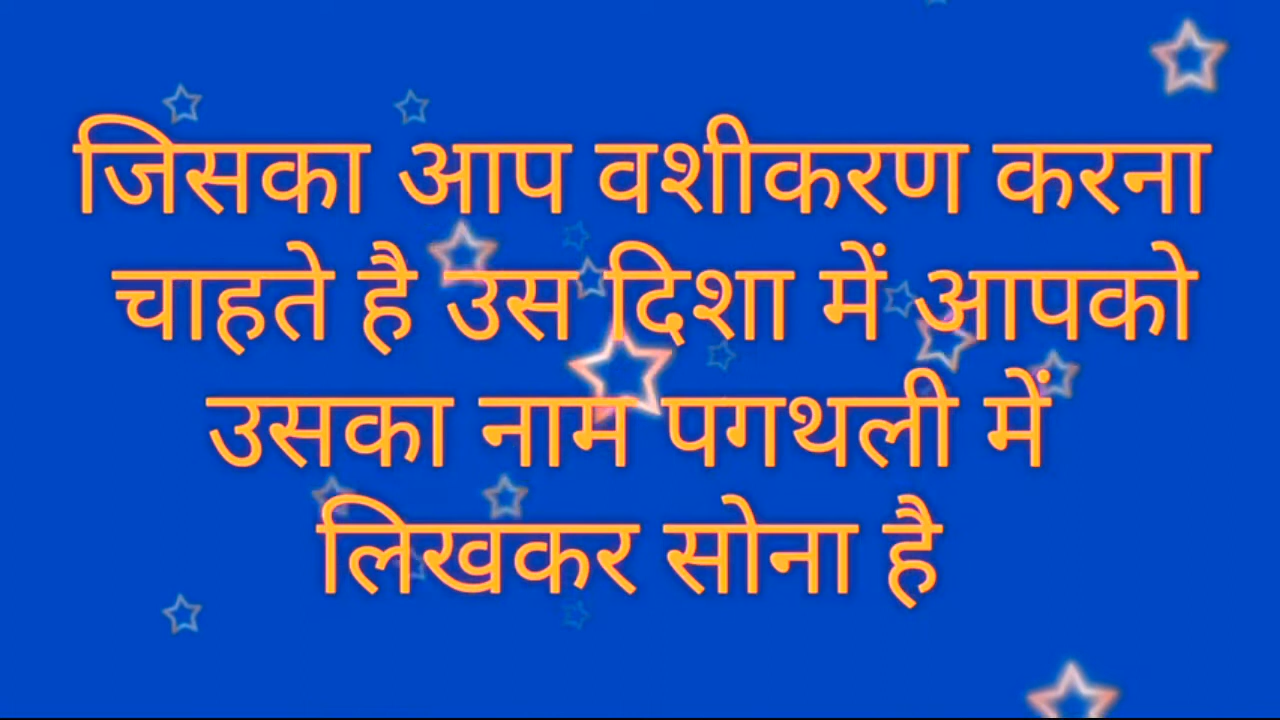 जिसका आप वशीकरण करना
चाहते है उस दिशा में आपको
उसका नाम पगथली में
लिखकर सोना है